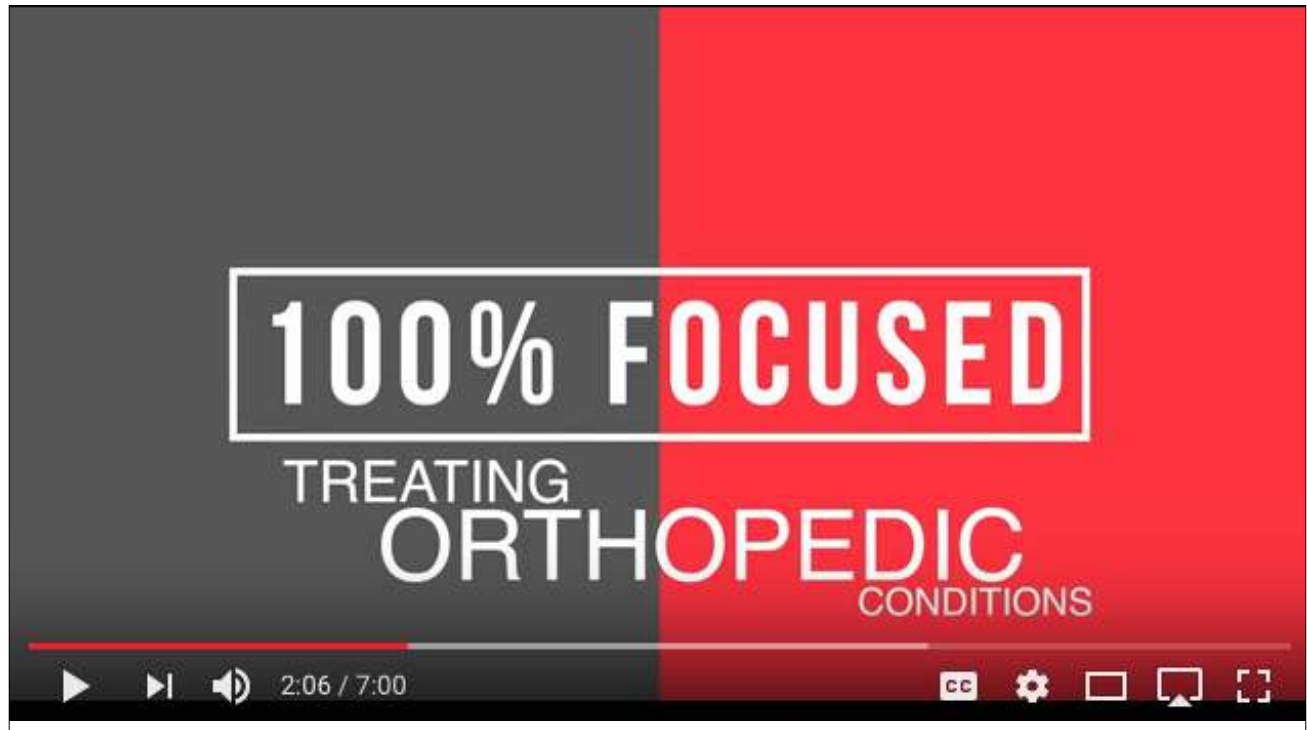 100% FOCUSED
TREATING
ORTHOPEDIC
CONDITIONS
2:06 / 7:00
CC